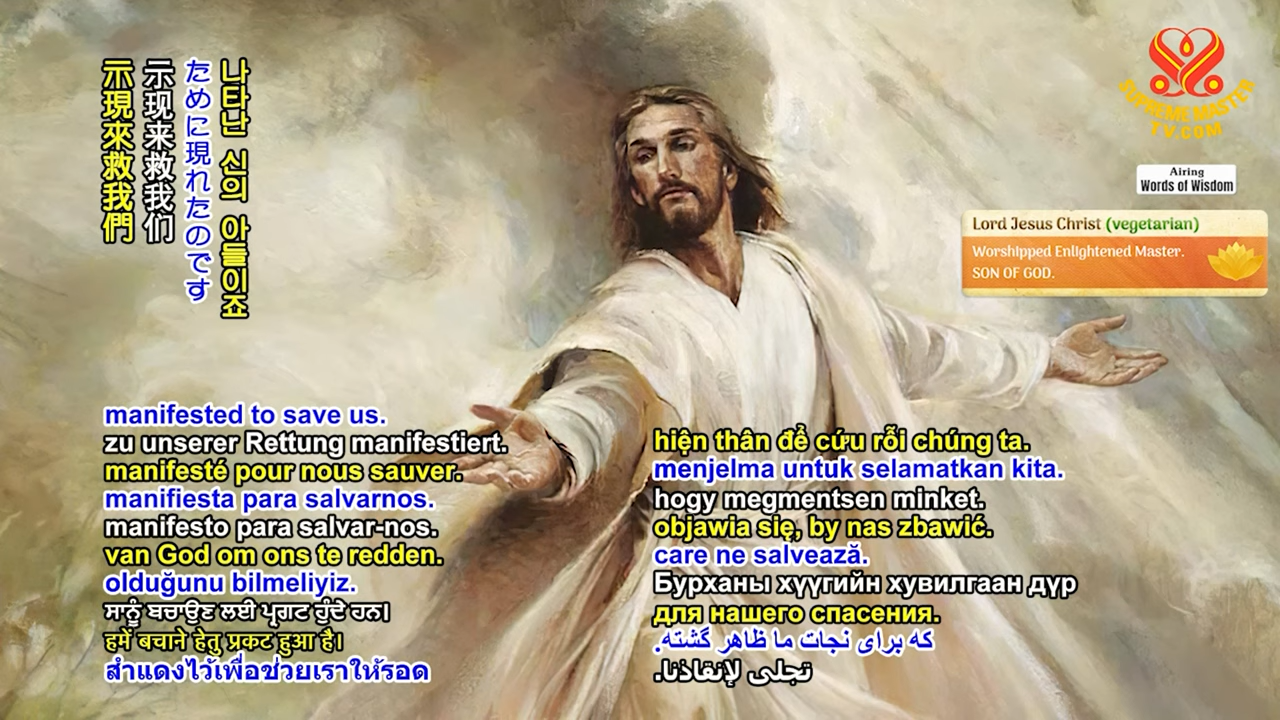 示現來救我們
示现来救我们
ために現れたのです
나타난 신의 아들이죠
SUPREME MASTER
TV.COM
Airing
Words of Wisdom
Lord Jesus Christ (vegetarian)
Worshipped Enlightened Master.
SON OF GOD.
manifested to save us.
zu unserer Rettung manifestiert.
manifesté pour nous sauver.
manifiesta para salvarnos.
manifesto para salvar-nos.
van God om ons te redden.
olduğunu bilmeliyiz.
ਸਾਨੂੰ ਬਚਾਉਣ ਲਈ ਪ੍ਰਗਟ ਹੁੰਦੇ ਹਨ।
हमें बचाने हेतु प्रकट हुआ है।
สำแดงไว้เพื่อช่วยเราให้รอด
hiện thân để cứu rỗi chúng ta.
menjelma untuk selamatkan kita.
hogy megmentsen minket.
objawia się, by nas zbawić.
care ne salvează.
Бурханы хүүгийн хувилгаан дүр
для нашего спасения.
که برای نجات ما ظاهر گشته.
تجلى لإنقاذنا.